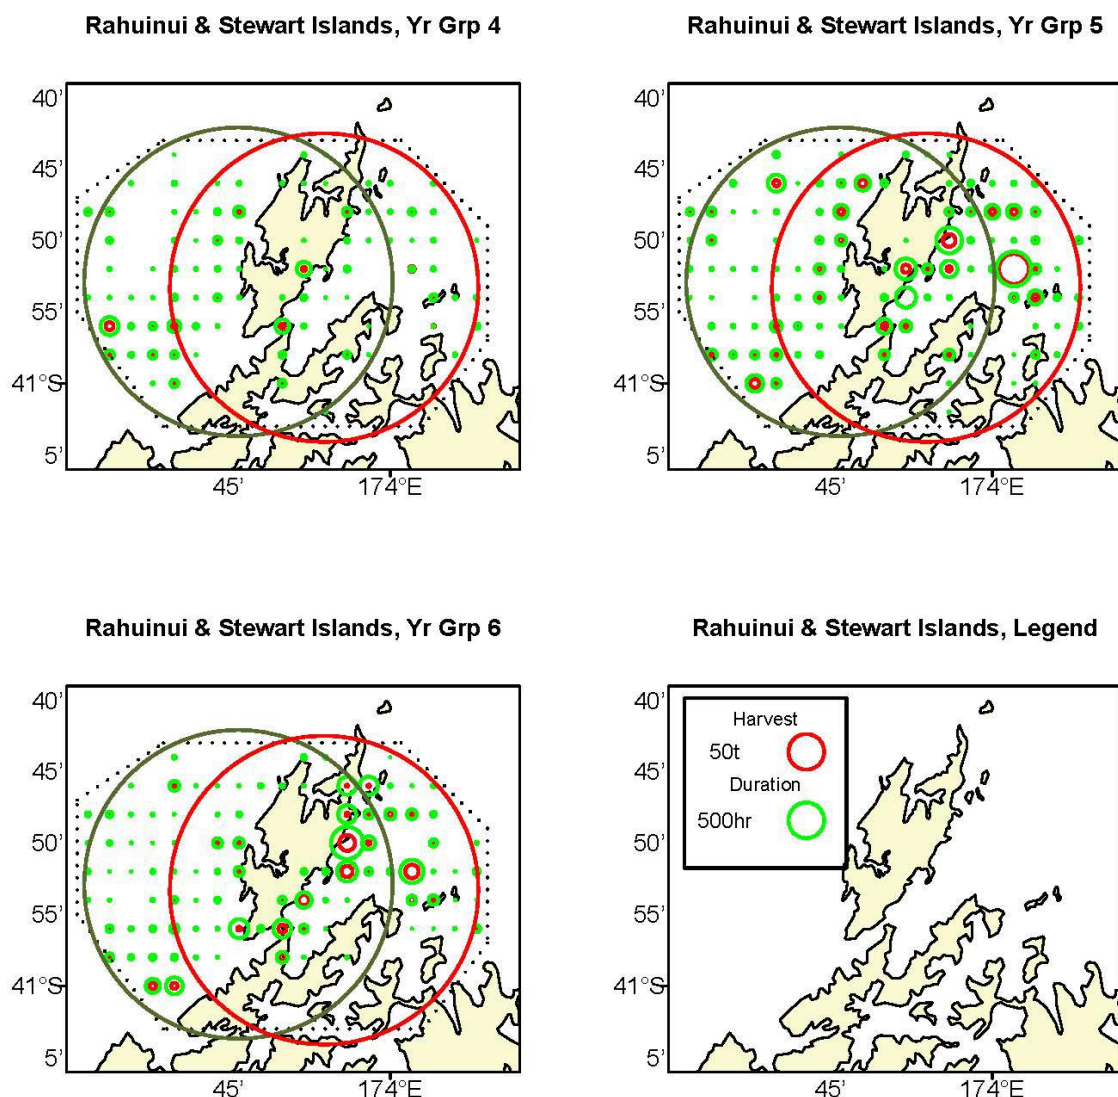 Rahuinui & Stewart Islands, Yr Grp 4
40'
45'
50'
55'
41°S
5'
45'
174°E
Rahuinui & Stewart Islands, Yr Grp 5
40'
45'
50'
55'
41°S
5'
45'
174°E
Rahuinui & Stewart Islands, Yr Grp 6
40'
45'
50'
55'
41°S
5'
45'
174°E
Rahuinui & Stewart Islands, Legend
Harvest
50t
Duration
500hr
40'
45'
50'
55'
41°S
5'
45'
174°E